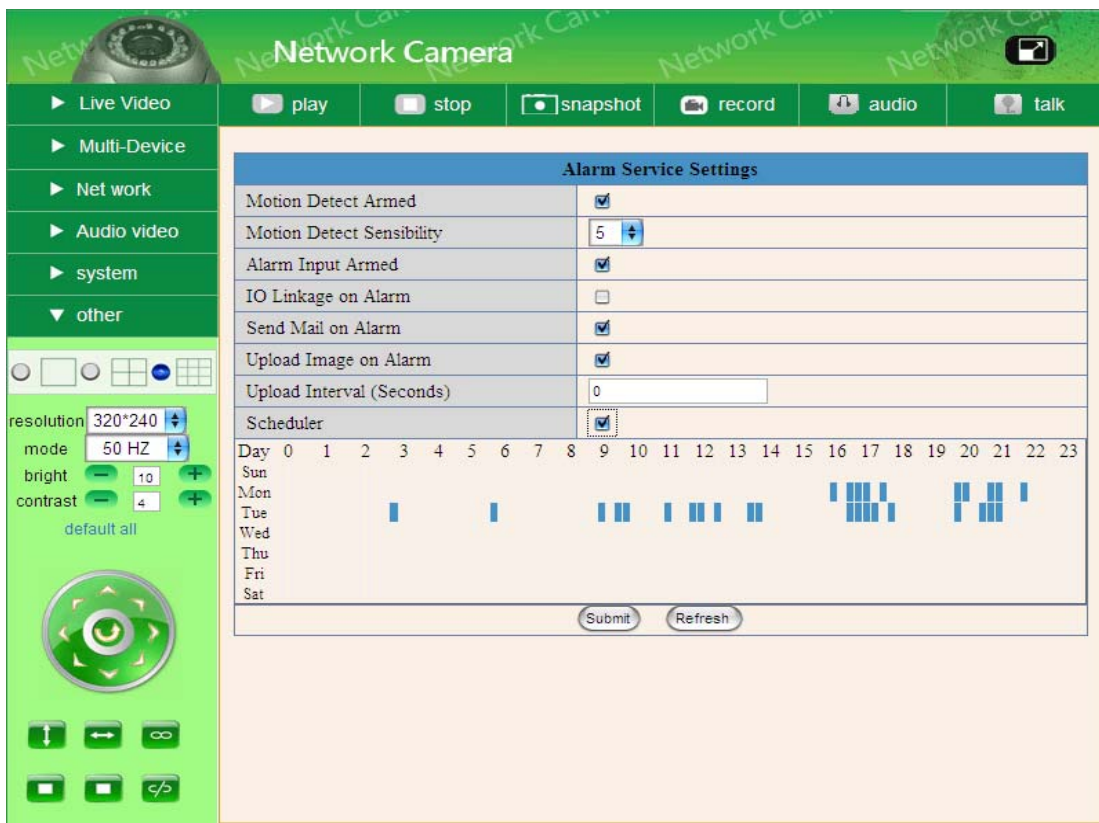 Network Camera
Live Video
play
stop
snapshot
record
audio
talk
Multi-Device
Net work
Audio video
system
other
resolution 320*240
mode 50 HZ
bright 10
contrast 4
default all
Alarm Service Settings
Motion Detect Armed
Motion Detect Sensibility 5
Alarm Input Armed
IO Linkage on Alarm
Send Mail on Alarm
Upload Image on Alarm
Upload Interval (Seconds) 0
Scheduler
Day 0 1 2 3 4 5 6 7 8 9 10 11 12 13 14 15 16 17 18 19 20 21 22 23
Sun
Mon
Tue
Wed
Thu
Fri
Sat
Submit Refresh